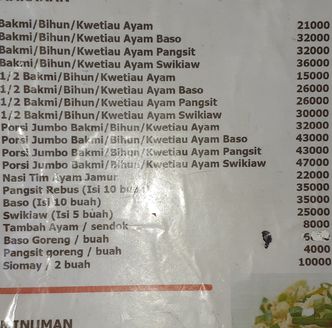 Bakmi/Bihun/Kwetiau Ayam 21000
Bakmi/Bihun/Kwetiau Ayam Baso 32000
Bakmi/Bihun/Kwetiau Ayam Pangsit 32000
Bakmi/Bihun/Kwetiau Ayam Swikiaw 36000
1/2 Bakmi/Bihun/Kwetiau Ayam 15000
1/2 Bakmi/Bihun/Kwetiau Ayam Baso 26000
1/2 Bakmi/Bihun/Kwetiau Ayam Pangsit 26000
1/2 Bakmi/Bihun/Kwetiau Ayam Swikiaw 30000
Porsi Jumbo Bakmi/Bihun/Kwetiau Ayam 32000
Porsi Jumbo Bakmi/Bihun/Kwetiau Ayam Baso 43000
Porsi Jumbo Bakmi/Bihun/Kwetiau Ayam Pangsit 43000
Porsi Jumbo Bakmi/Bihun/Kwetiau Ayam Swikiaw 47000
Nasi Tim Ayam Jamur 22000
Pangsit Rebus (Isi 10 buah) 35000
Baso (Isi 10 buah) 35000
Swikiaw (Isi 5 buah) 25000
Tambah Ayam / sendok 8000
Baso Goreng / buah 000
Pangsit goreng / buah 4000
Siomay / 2 buah 10000
MINUMAN